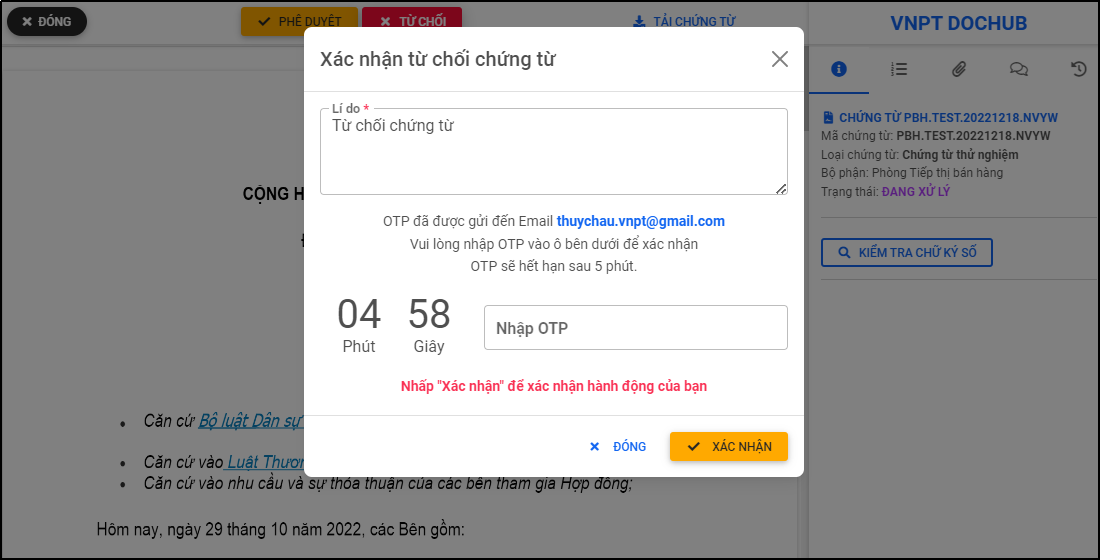 ĐÓNG
PHÊ DUYỆT
TỪ CHỐI
TẢI CHỨNG TỪ
VNPT DOCHUB
Xác nhận từ chối chứng từ
Lí do *
Từ chối chứng từ
OTP đã được gửi đến Email thuychau.vnpt@gmail.com
Vui lòng nhập OTP vào ô bên dưới để xác nhận
OTP sẽ hết hạn sau 5 phút.
04 58
Phút Giây
Nhập OTP
Nhấp "Xác nhận" để xác nhận hành động của bạn
ĐÓNG
XÁC NHẬN
CHỨNG TỪ PBH.TEST.20221218.NVYW
Mã chứng từ: PBH.TEST.20221218.NVYW
Loại chứng từ: Chứng từ thử nghiệm
Bộ phận: Phòng Tiếp thị bán hàng
Trạng thái: ĐANG XỬ LÝ
KIỂM TRA CHỮ KÝ SỐ
CỘNG H
Căn cứ Bộ luật Dân sự
Căn cứ vào Luật Thươn
Căn cứ vào nhu cầu và sự thỏa thuận của các bên tham gia Hợp đồng;
Hôm nay, ngày 29 tháng 10 năm 2022, các Bên gồm: